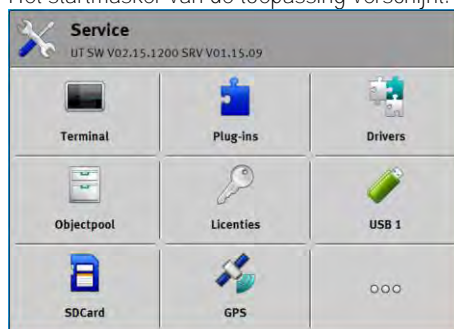 Het startmasker van de toepassing verschijnt:
Service
UT SW V02.15.1200 SRV V01.15.09
Terminal
Plug-ins
Drivers
Objectpool
Licenties
USB 1
SDCard
GPS